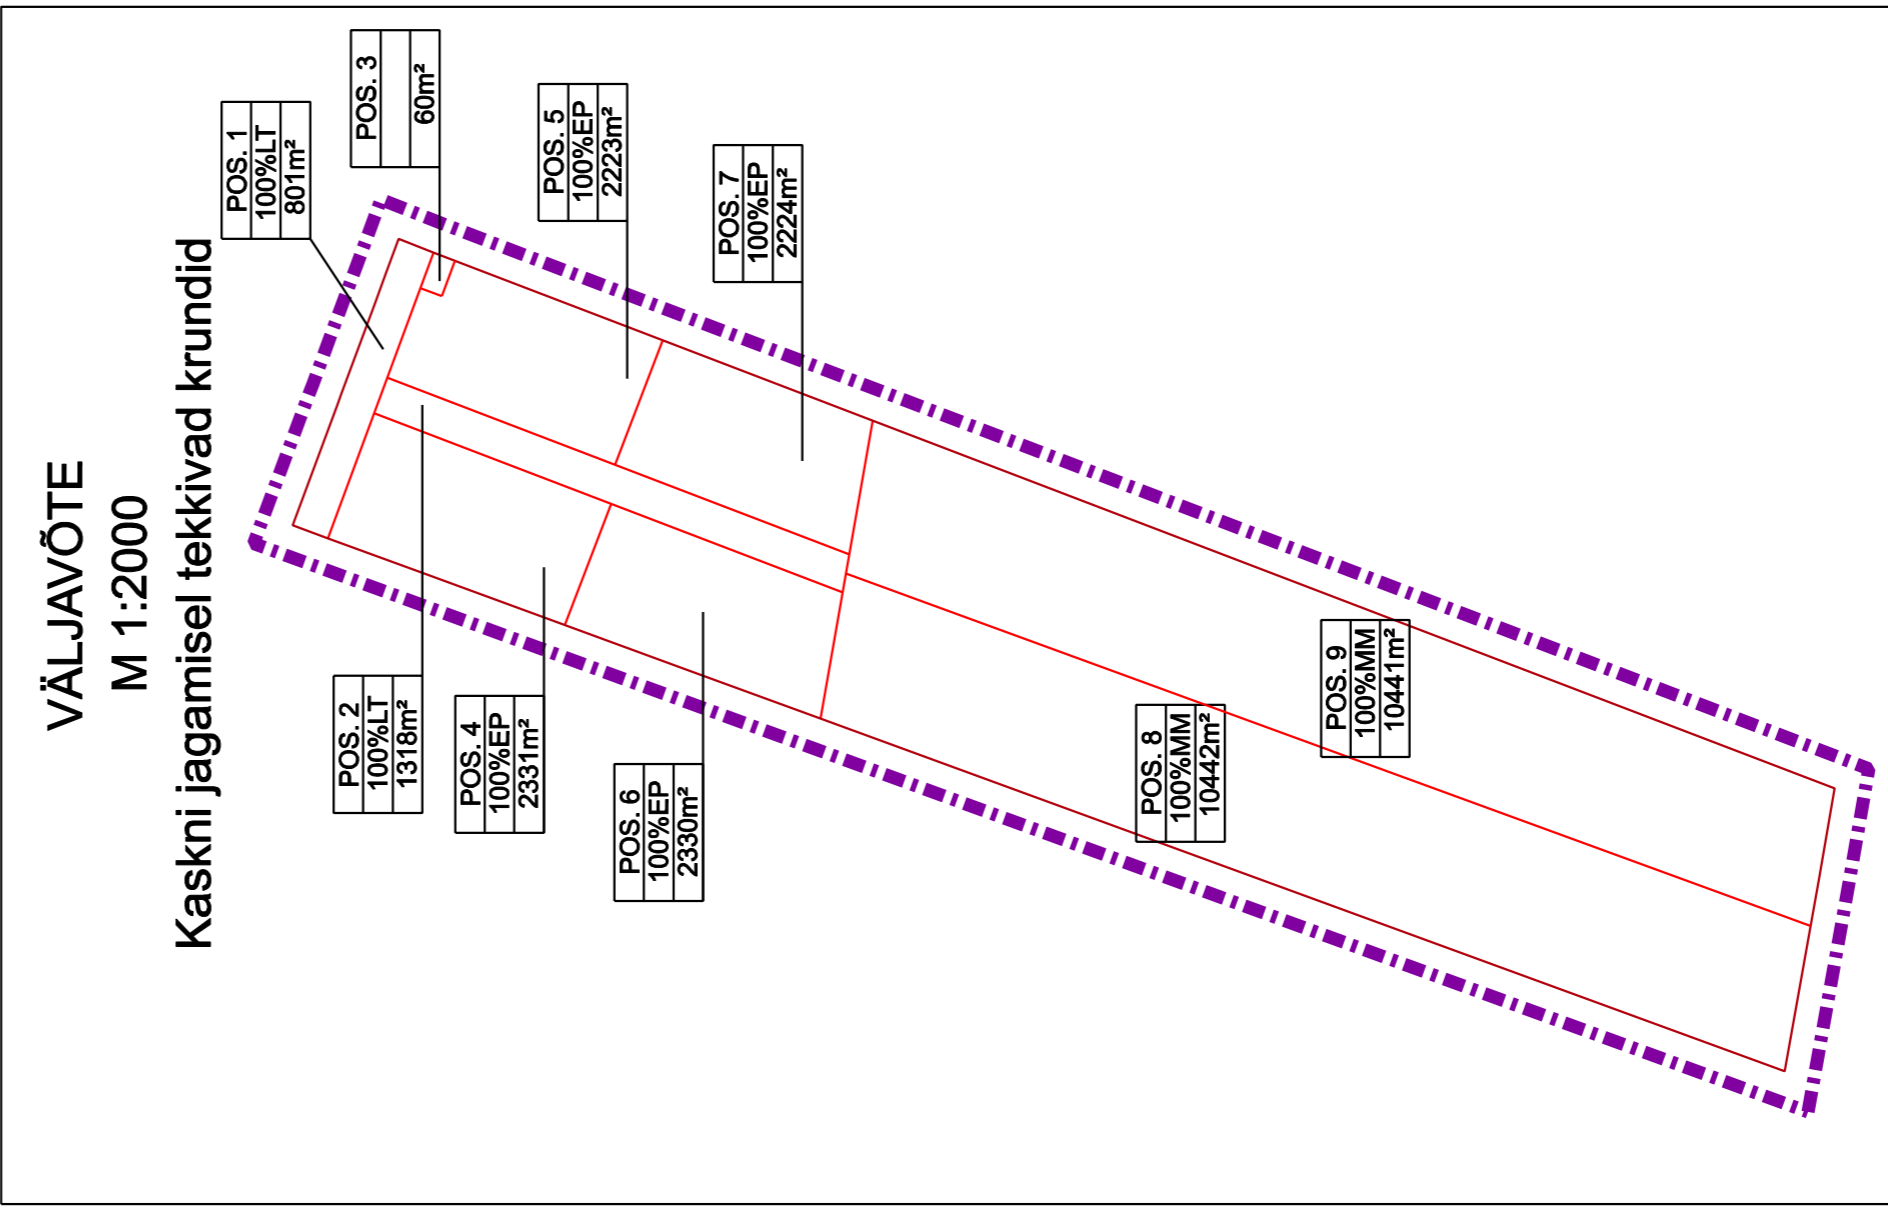 VÄLJAVÕTE
M 1:2000
Kaskni jagamisel tekkivad krundid
POS. 1
100%LT
801m²
POS. 2
100%LT
1318m²
POS. 3
60m²
POS. 4
100%EP
2331m²
POS. 5
100%EP
2223m²
POS. 6
100%EP
2330m²
POS. 7
100%EP
2224m²
POS. 8
100%MM
10442m²
POS. 9
100%MM
10441m²